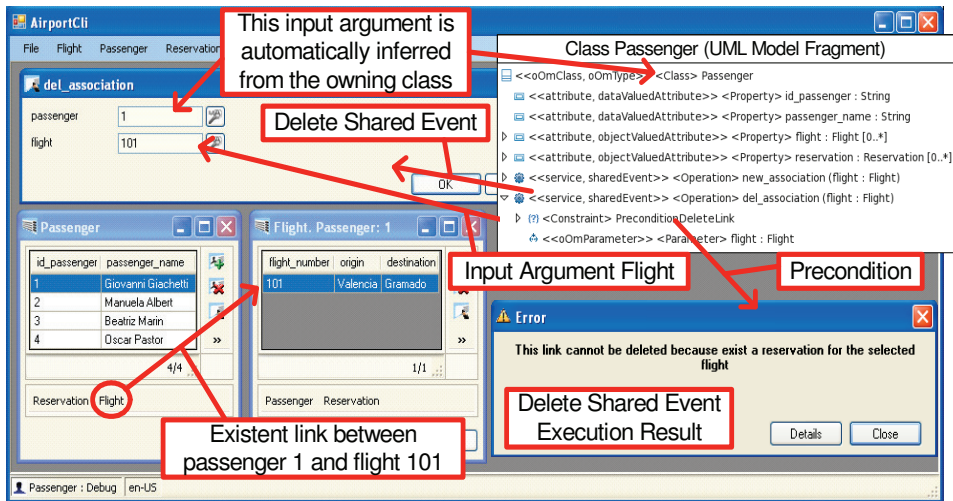 AirportCli
File Flight Passenger Reservation
This input argument is
automatically inferred
from the owning class
Class Passenger (UML Model Fragment)
<<oOmClass, oOmType>> <Class> Passenger
<<attribute, dataValuedAttribute>> <Property> id_passenger : String
<<attribute, dataValuedAttribute>> <Property> passenger_name : String
<<attribute, objectValuedAttribute>> <Property> flight : Flight [0..*]
<<attribute, objectValuedAttribute>> <Property> reservation : Reservation [0..*]
<<service, sharedEvent>> <Operation> new_association (flight : Flight)
<<service, sharedEvent>> <Operation> del_association (flight : Flight)
(?) <Constraint> PreconditionDeleteLink
<<oOmParameter>> <Parameter> flight : Flight
del_association
passenger 1
flight 101
Delete Shared Event
OK
Passenger
id_passenger passenger_name
1 Giovanni Giachetti
2 Manuela Albert
3 Beatriz Marin
4 Oscar Pastor
»
4/4
Reservation Flight
Flight. Passenger: 1
flight_number origin destination
101 Valencia Gramado
»
1/1
Passenger Reservation
Input Argument Flight
Precondition
Error
This link cannot be deleted because exist a reservation for the selected
flight
Delete Shared Event
Execution Result
Details Close
Existent link between
passenger 1 and flight 101
Passenger : Debug en-US